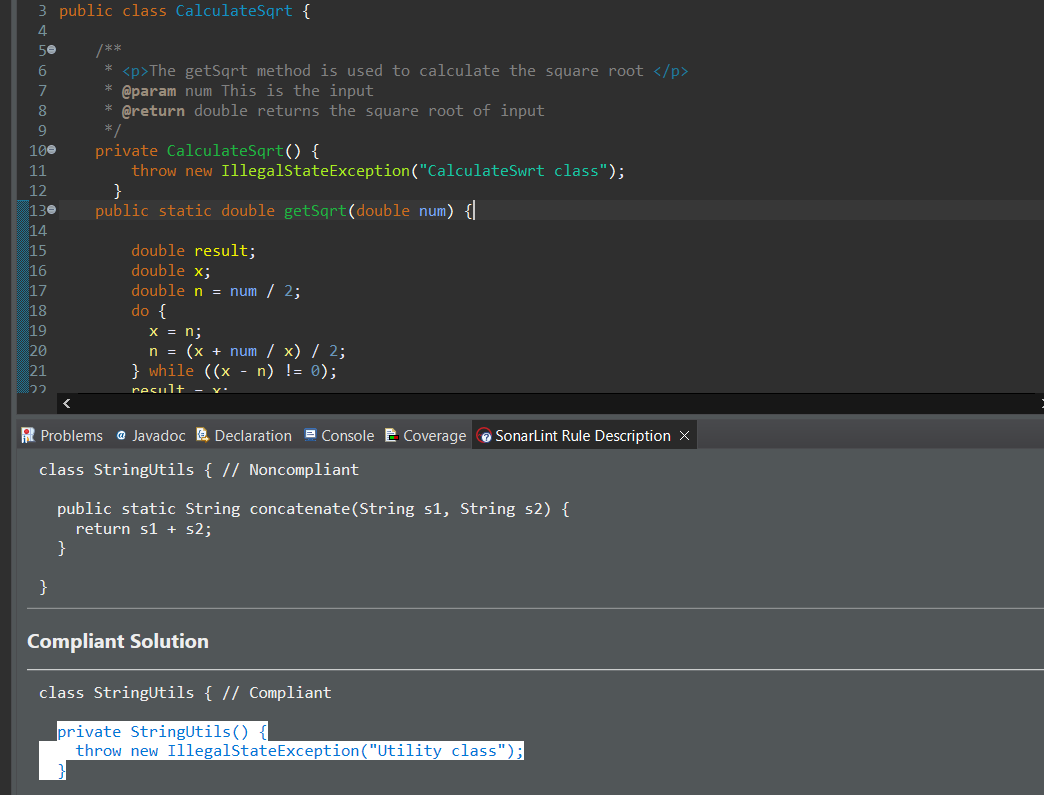 3 public class CalculateSqrt {
4
5 /**
6 * <p>The getSqrt method is used to calculate the square root </p>
7 * @param num This is the input
8 * @return double returns the square root of input
9 */
10 private CalculateSqrt() {
11 throw new IllegalStateException("CalculateSwrt class");
12 }
13 public static double getSqrt(double num) {
14
15 double result;
16 double x;
17 double n = num / 2;
18 do {
19 x = n;
20 n = (x + num / x) / 2;
21 } while ((x - n) != 0);
22 result = x;
Problems Javadoc Declaration Console Coverage SonarLint Rule Description
class StringUtils { // Noncompliant
public static String concatenate(String s1, String s2) {
return s1 + s2;
}
}
Compliant Solution
class StringUtils { // Compliant
private StringUtils() {
throw new IllegalStateException("Utility class");
}